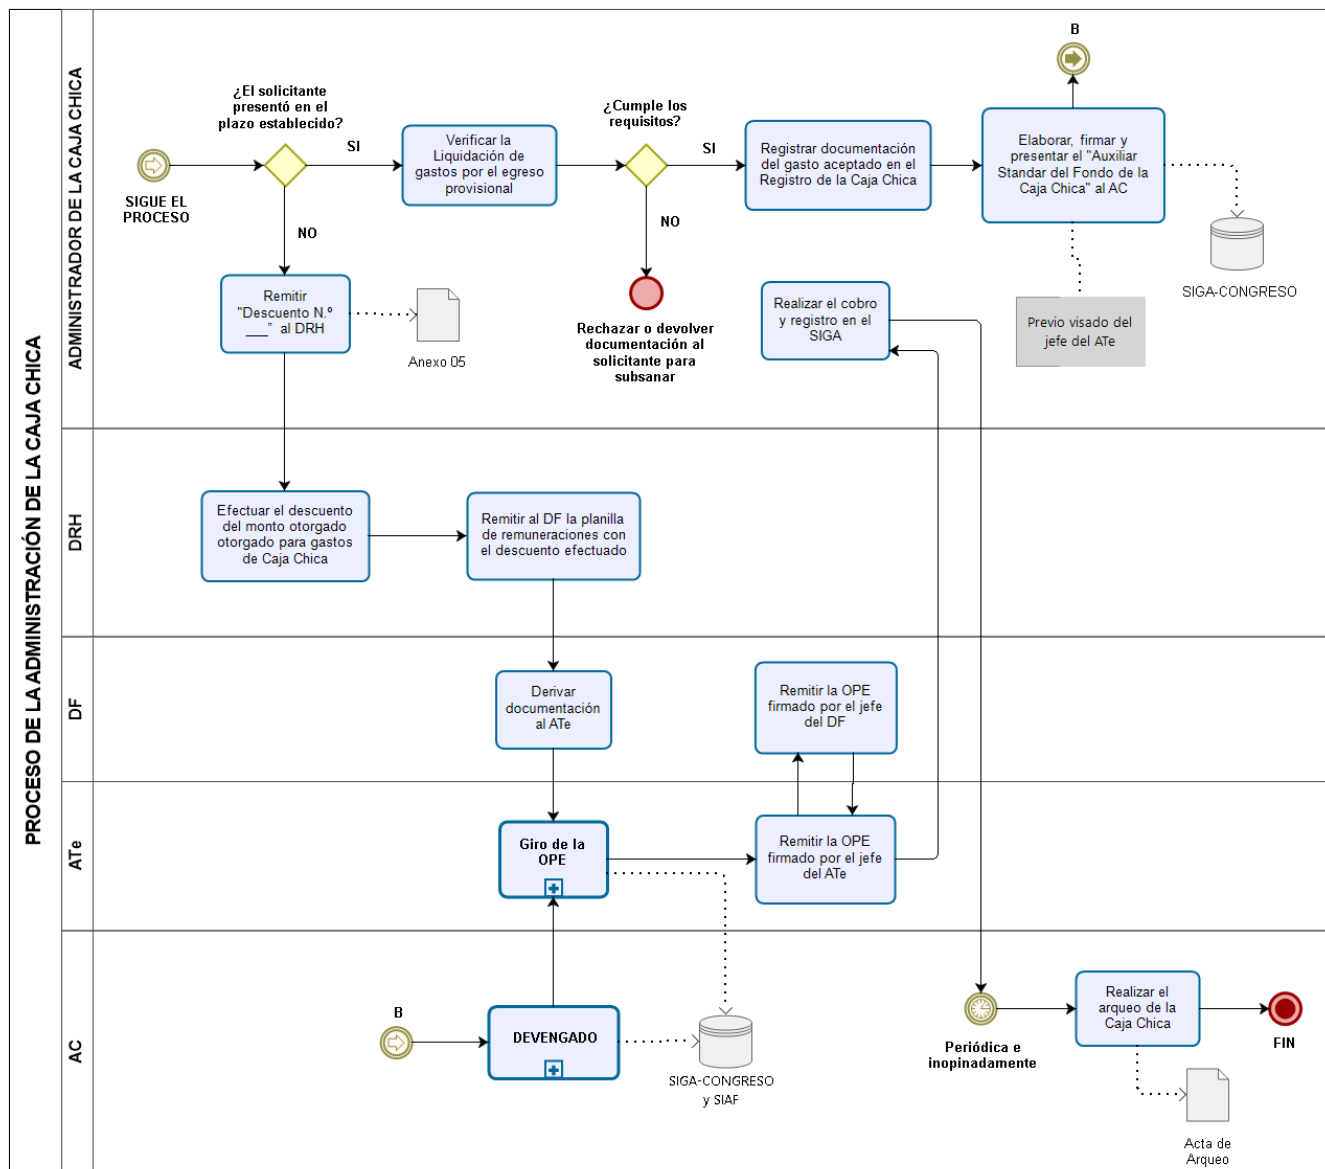 PROCESO DE LA ADMINISTRACIÓN DE LA CAJA CHICA
ADMINISTRADOR DE LA CAJA CHICA
SIGUE EL
PROCESO
¿El solicitante
presentó en el
plazo establecido?
SI
NO
Verificar la
Liquidación de
gastos por el egreso
provisional
¿Cumple los
requisitos?
SI
NO
Registrar documentación
del gasto aceptado en el
Registro de la Caja Chica
B
Elaborar, firmar y
presentar el "Auxiliar
Standar del Fondo de la
Caja Chica" al AC
SIGA-CONGRESO
Previo visado del
jefe del ATe
Remitir
"Descuento N.º
___" al DRH
Anexo 05
Rechazar o devolver
documentación al
solicitante para
subsanar
Realizar el cobro
y registro en el
SIGA
DRH
Efectuar el descuento
del monto otorgado
otorgado para gastos
de Caja Chica
Remitir al DF la planilla
de remuneraciones con
el descuento efectuado
DF
Derivar
documentación
al ATe
Remitir la OPE
firmado por el jefe
del DF
ATe
Giro de la
OPE
Remitir la OPE
firmado por el jefe
del ATe
AC
B
DEVENGADO
SIGA-CONGRESO
y SIAF
Periódica e
inopinadamente
Realizar el
arqueo de la
Caja Chica
FIN
Acta de
Arqueo